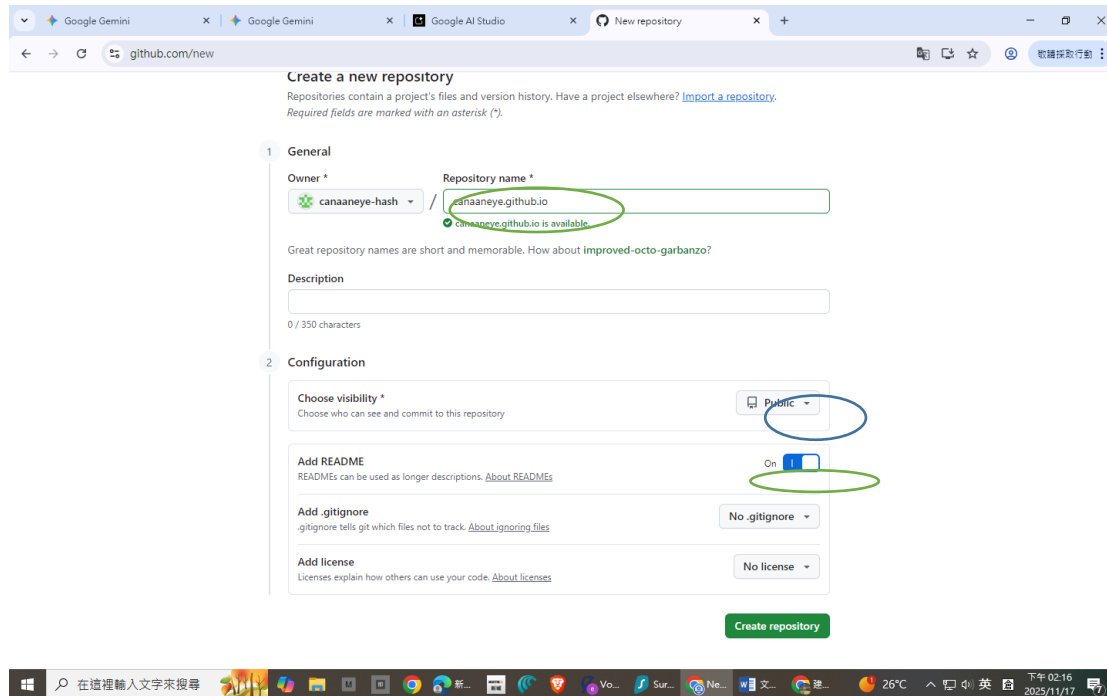 Google Gemini
Google Gemini
Google AI Studio
New repository
github.com/new
敬請採取行動
Create a new repository
Repositories contain a project's files and version history. Have a project elsewhere? Import a repository.
Required fields are marked with an asterisk (*).
1 General
Owner * Repository name *
canaaneye-hash / canaaneye.github.io
canaaneye.github.io is available.
Great repository names are short and memorable. How about improved-octo-garbanzo?
Description
0 / 350 characters
2 Configuration
Choose visibility * Public
Choose who can see and commit to this repository
Add README On
READMEs can be used as longer descriptions. About READMEs
Add .gitignore No .gitignore
.gitignore tells git which files not to track. About ignoring files
Add license No license
Licenses explain how others can use your code. About licenses
Create repository
在這裡輸入文字來搜尋 新... Vo... Sur... Ne... 文... 建... 26°C 英 下午 02:16
2025/11/17